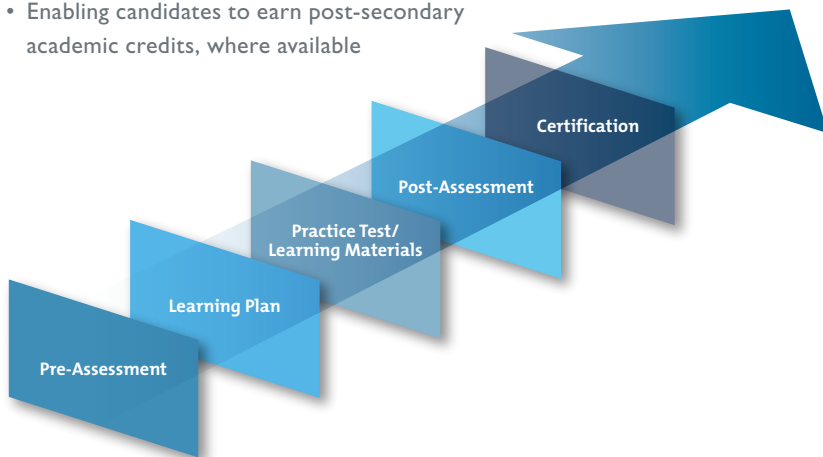 • Enabling candidates to earn post-secondary
academic credits, where available
Certification
Post-Assessment
Practice Test/
Learning Materials
Learning Plan
Pre-Assessment